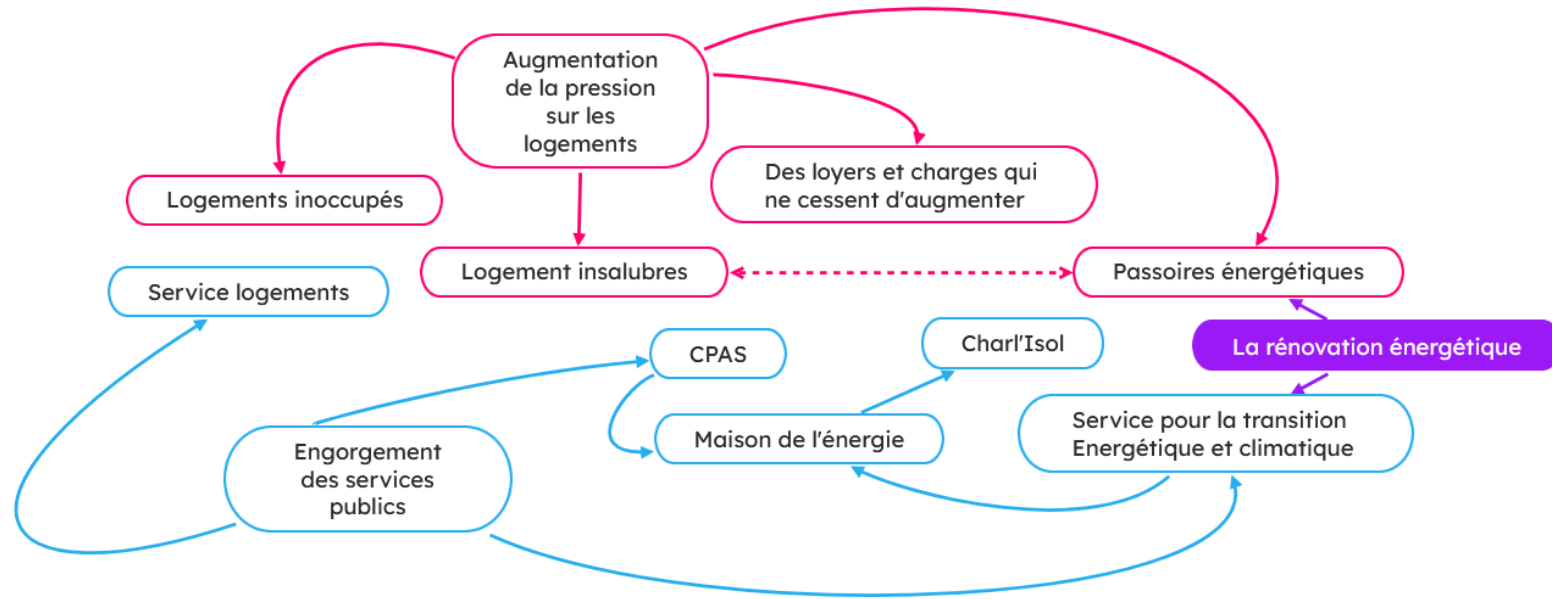 Augmentation
de la pression
sur les
logements
Des loyers et charges qui
ne cessent d'augmenter
Logements inoccupés
Logement insalubres
Passoires énergétiques
Service logements
CPAS
Charl'Isol
La rénovation énergétique
Maison de l'énergie
Service pour la transition
Energétique et climatique
Engorgement
des services
publics